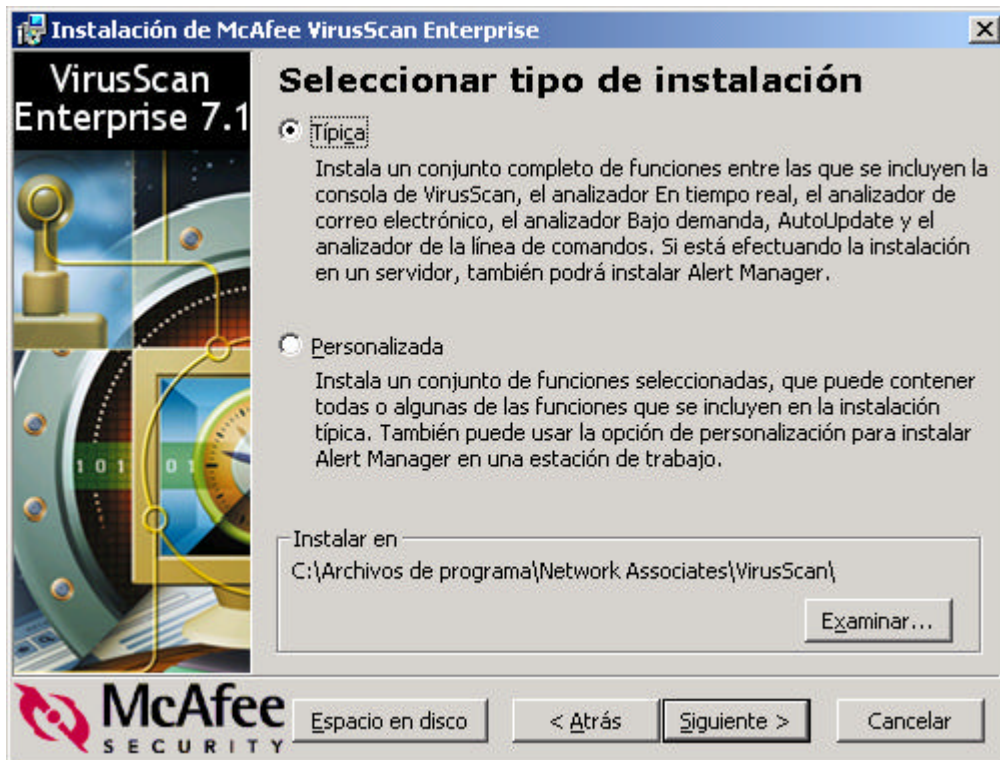 Instalación de McAfee VirusScan Enterprise
VirusScan
Enterprise 7.1
Seleccionar tipo de instalación
Típica
Instala un conjunto completo de funciones entre las que se incluyen la
consola de VirusScan, el analizador En tiempo real, el analizador de
correo electrónico, el analizador Bajo demanda, AutoUpdate y el
analizador de la línea de comandos. Si está efectuando la instalación
en un servidor, también podrá instalar Alert Manager.
Personalizada
Instala un conjunto de funciones seleccionadas, que puede contener
todas o algunas de las funciones que se incluyen en la instalación
típica. También puede usar la opción de personalización para instalar
Alert Manager en una estación de trabajo.
1 0 1 1 0 1
Instalar en
C:\Archivos de programa\Network Associates\VirusScan\
Examinar...
McAfee
SECURITY
Espacio en disco
< Atrás
Siguiente >
Cancelar